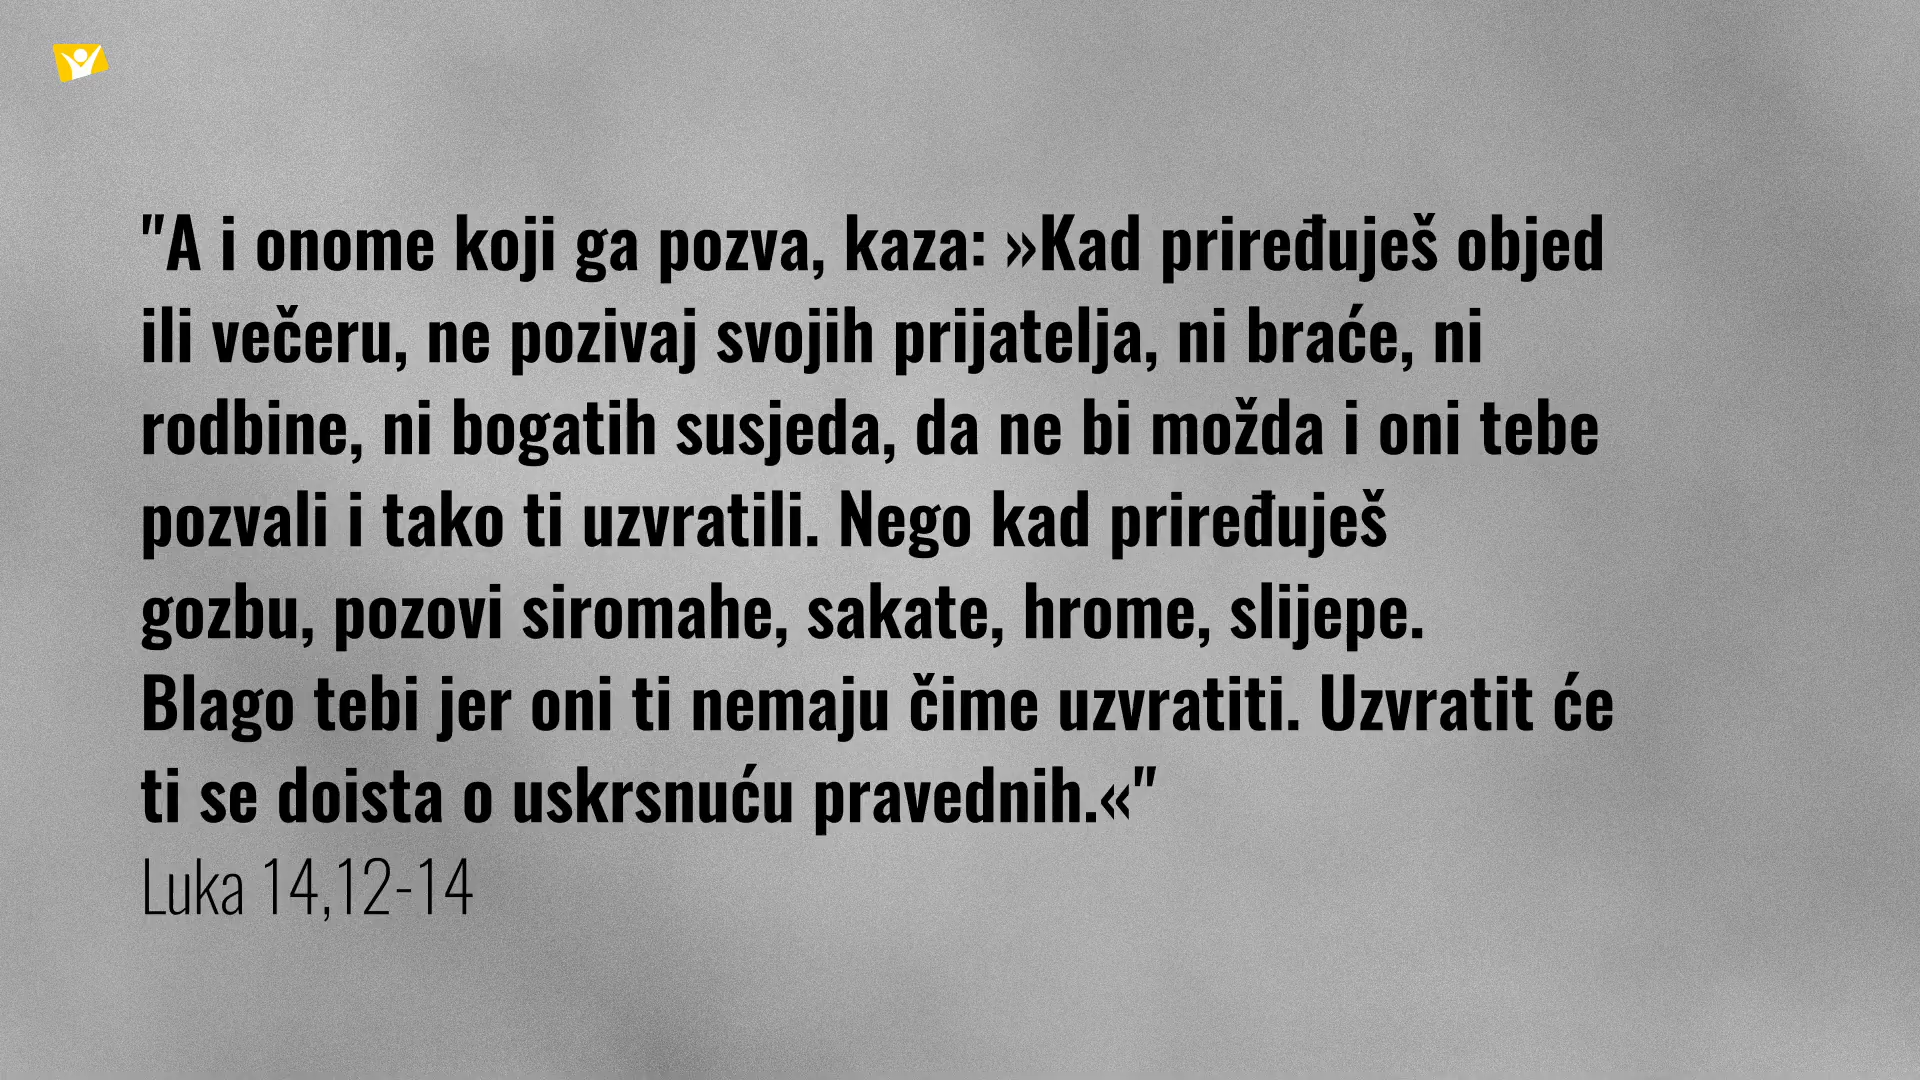 "A i onome koji ga pozva, kaza: »Kad priređuješ objed
ili večeru, ne pozivaj svojih prijatelja, ni braće, ni
rodbine, ni bogatih susjeda, da ne bi možda i oni tebe
pozvali i tako ti uzvratili. Nego kad priređuješ
gozbu, pozovi siromahe, sakate, hrome, slijepe.
Blago tebi jer oni ti nemaju čime uzvratiti. Uzvratit će
ti se doista o uskrsnuću pravednih.«"
Luka 14,12-14